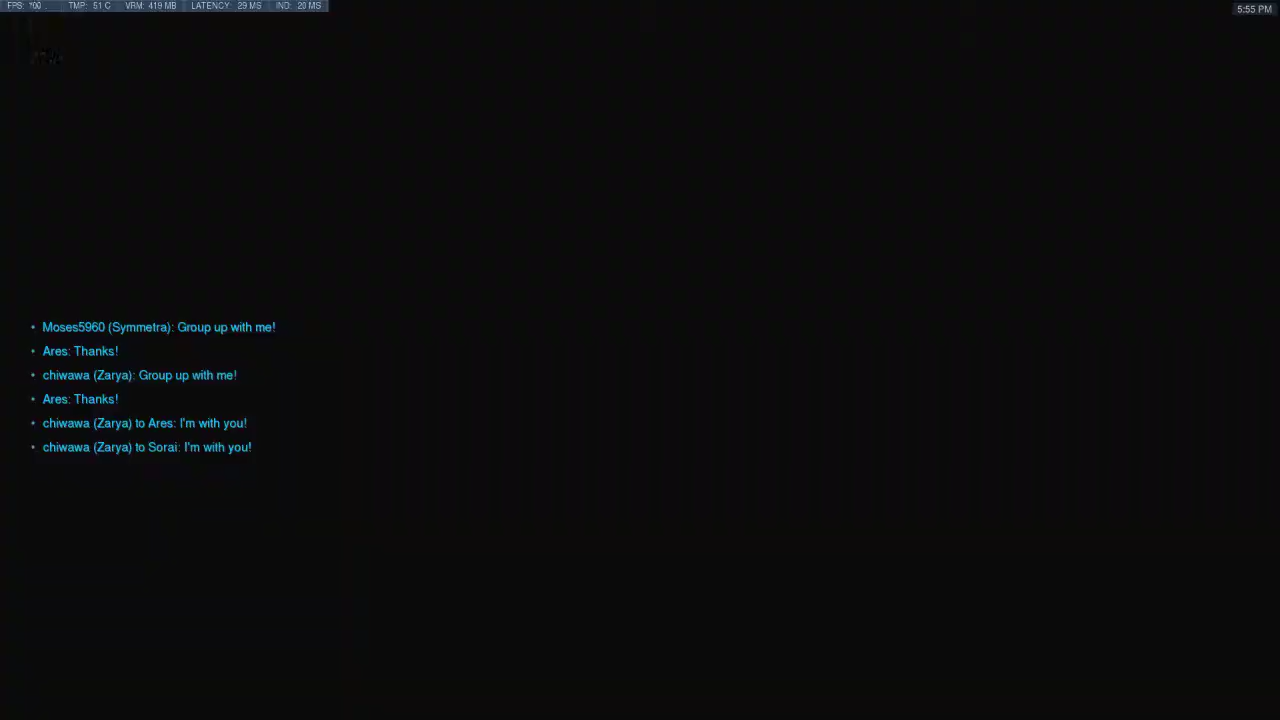 FPS: TMP: 51 C VRM: 419 MB LATENCY: 29 MS IND: 20 MS
5:55 PM
• Moses5960 (Symmetra): Group up with me!
• Ares: Thanks!
• chiwawa (Zarya): Group up with me!
• Ares: Thanks!
• chiwawa (Zarya) to Ares: I'm with you!
• chiwawa (Zarya) to Sorai: I'm with you!